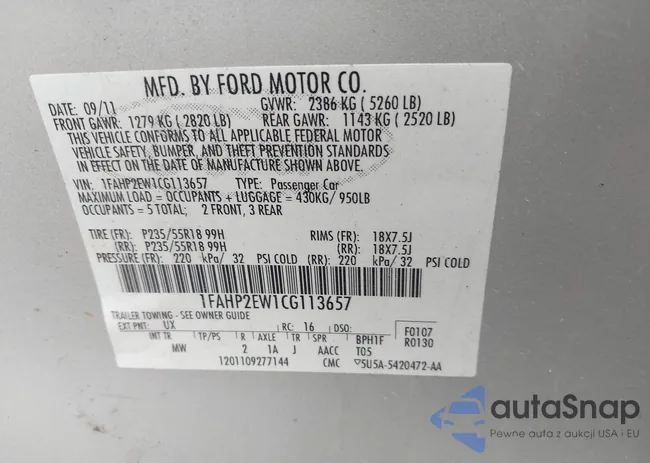 MFD. BY FORD MOTOR CO.
DATE: 09/11 GVWR: 2386 KG ( 5260 LB)
FRONT GAWR: 1279 KG ( 2820 LB) REAR GAWR: 1143 KG ( 2520 LB)
THIS VEHICLE CONFORMS TO ALL APPLICABLE FEDERAL MOTOR
VEHICLE SAFETY, BUMPER, AND THEFT PREVENTION STANDARDS
IN EFFECT ON THE DATE OF MANUFACTURE SHOWN ABOVE.
VIN: 1FAHP2EW1CG113657 TYPE: Passenger Car
MAXIMUM LOAD = OCCUPANTS + LUGGAGE = 430KG/ 950LB
OCCUPANTS = 5 TOTAL; 2 FRONT, 3 REAR
TIRE (FR): P235/55R18 99H RIMS (FR): 18X7.5J
(RR): P235/55R18 99H (RR): 18X7.5J
PRESSURE (FR): 220 kPa/ 32 PSI COLD (RR): 220 kPa/ 32 PSI COLD
1FAHP2EW1CG113657
TRAILER TOWING - SEE OWNER GUIDE
EXT PNT: UX RC: 16 DSO: F0107
INT TR TP/PS R AXLE TR SPR BPH1F R0130
MW 2 1A J AACC T05
1201109277144 CMC 5U5A-5420472-AA
autaSnap
Pewne auta z aukcji USA i EU